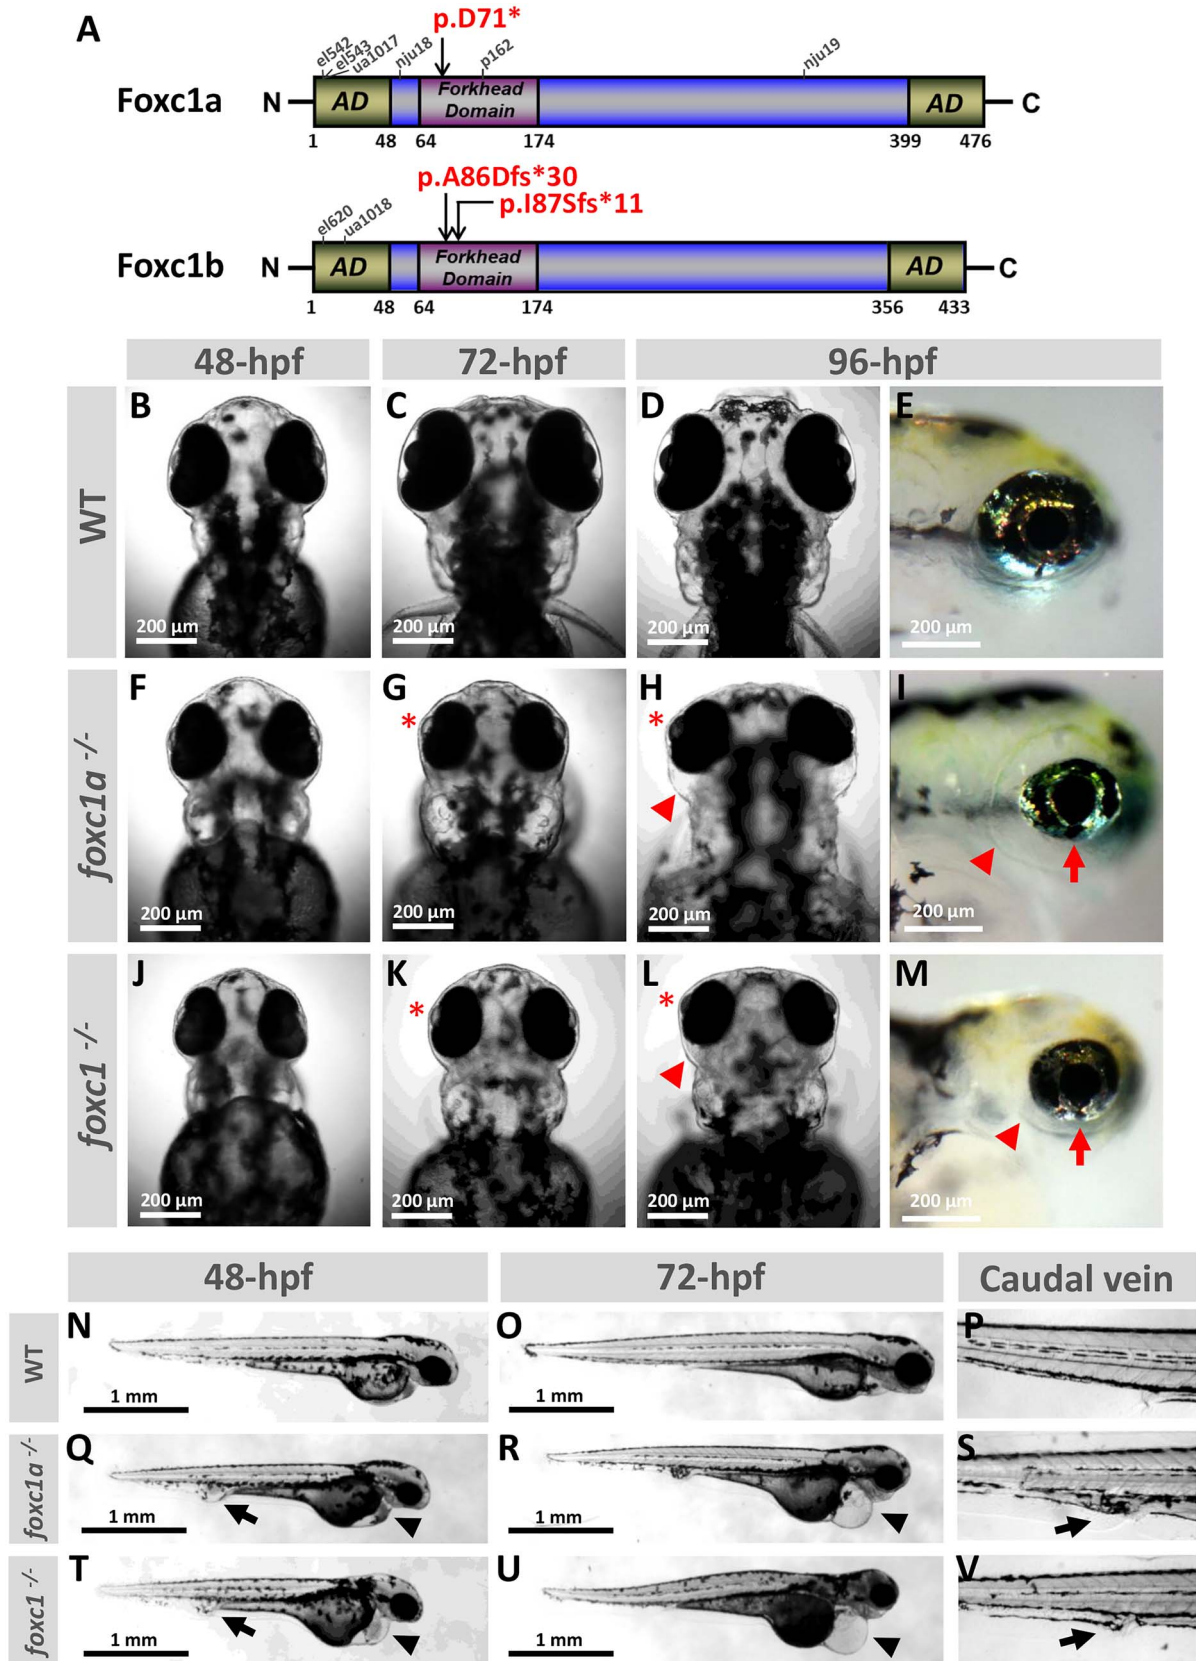 A
p.D71*
el542
el543
ua1017
nju18
p162
nju19
Foxc1a
N
AD
Forkhead
Domain
AD
C
1
48
64
174
399
476
p.A86Dfs*30
p.I87Sfs*11
el620
ua1018
Foxc1b
N
AD
Forkhead
Domain
AD
C
1
48
64
174
356
433
48-hpf
72-hpf
96-hpf
WT
B
200 µm
C
200 µm
D
200 µm
E
200 µm
foxc1a -/-
F
200 µm
G
*
200 µm
H
*
200 µm
I
200 µm
foxc1 -/-
J
200 µm
K
*
200 µm
L
*
200 µm
M
200 µm
48-hpf
72-hpf
Caudal vein
WT
N
1 mm
O
1 mm
P
foxc1a -/-
Q
1 mm
R
1 mm
S
foxc1 -/-
T
1 mm
U
1 mm
V